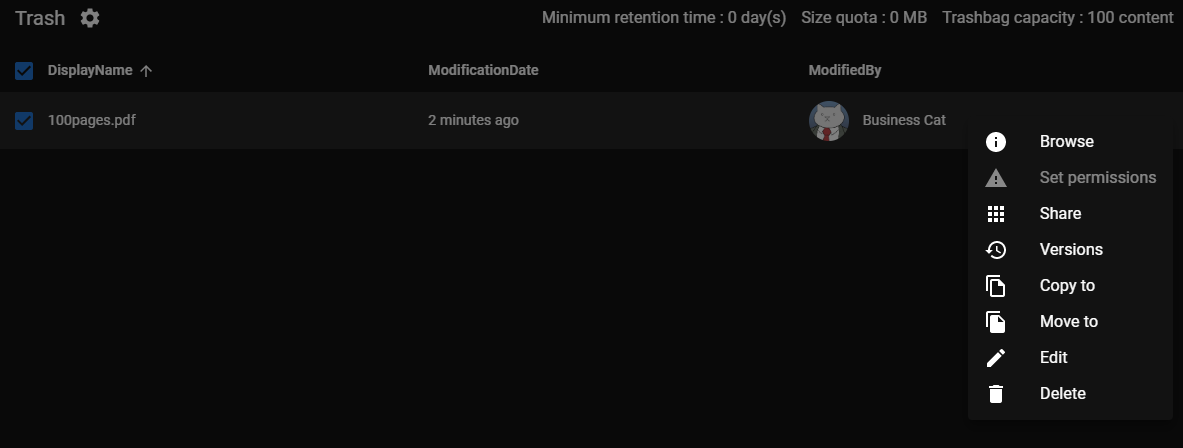 Trash Minimum retention time : 0 day(s) Size quota : 0 MB Trashbag capacity : 100 content
DisplayName ModificationDate ModifiedBy
100pages.pdf 2 minutes ago Business Cat
Browse
Set permissions
Share
Versions
Copy to
Move to
Edit
Delete